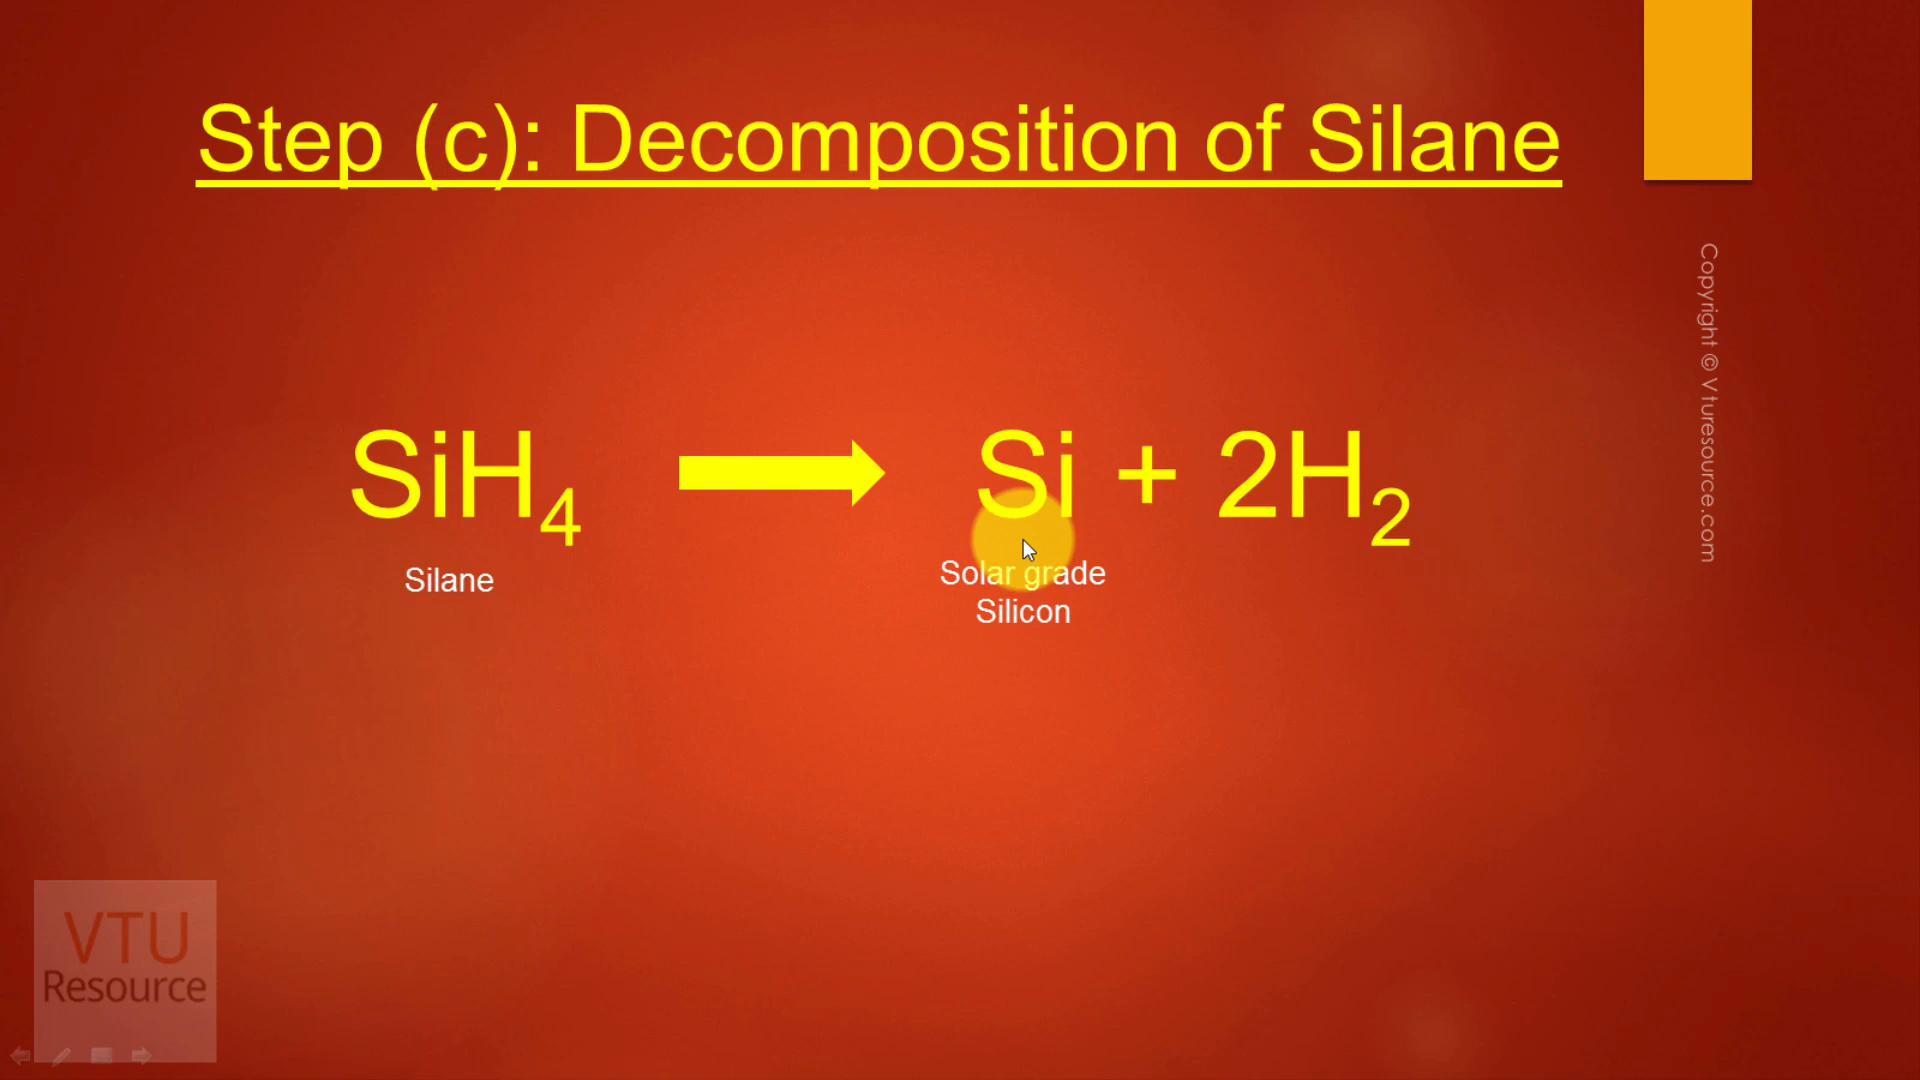 Step (c): Decomposition of Silane
SiH₄ → Si + 2H₂
Silane
Solar grade
Silicon
Copyright © Vturesource.com
VTU
Resource